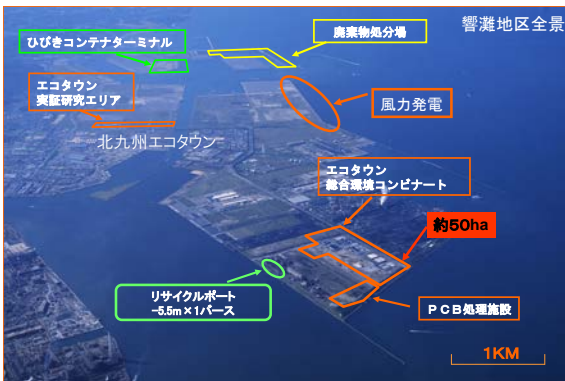 響灘地区全景
廃棄物処分場
ひびきコンテナターミナル
エコタウン
実証研究エリア
風力発電
北九州エコタウン
エコタウン
総合環境コンビナート
約50ha
リサイクルポート
-5.5m×1バース
PCB処理施設
1KM